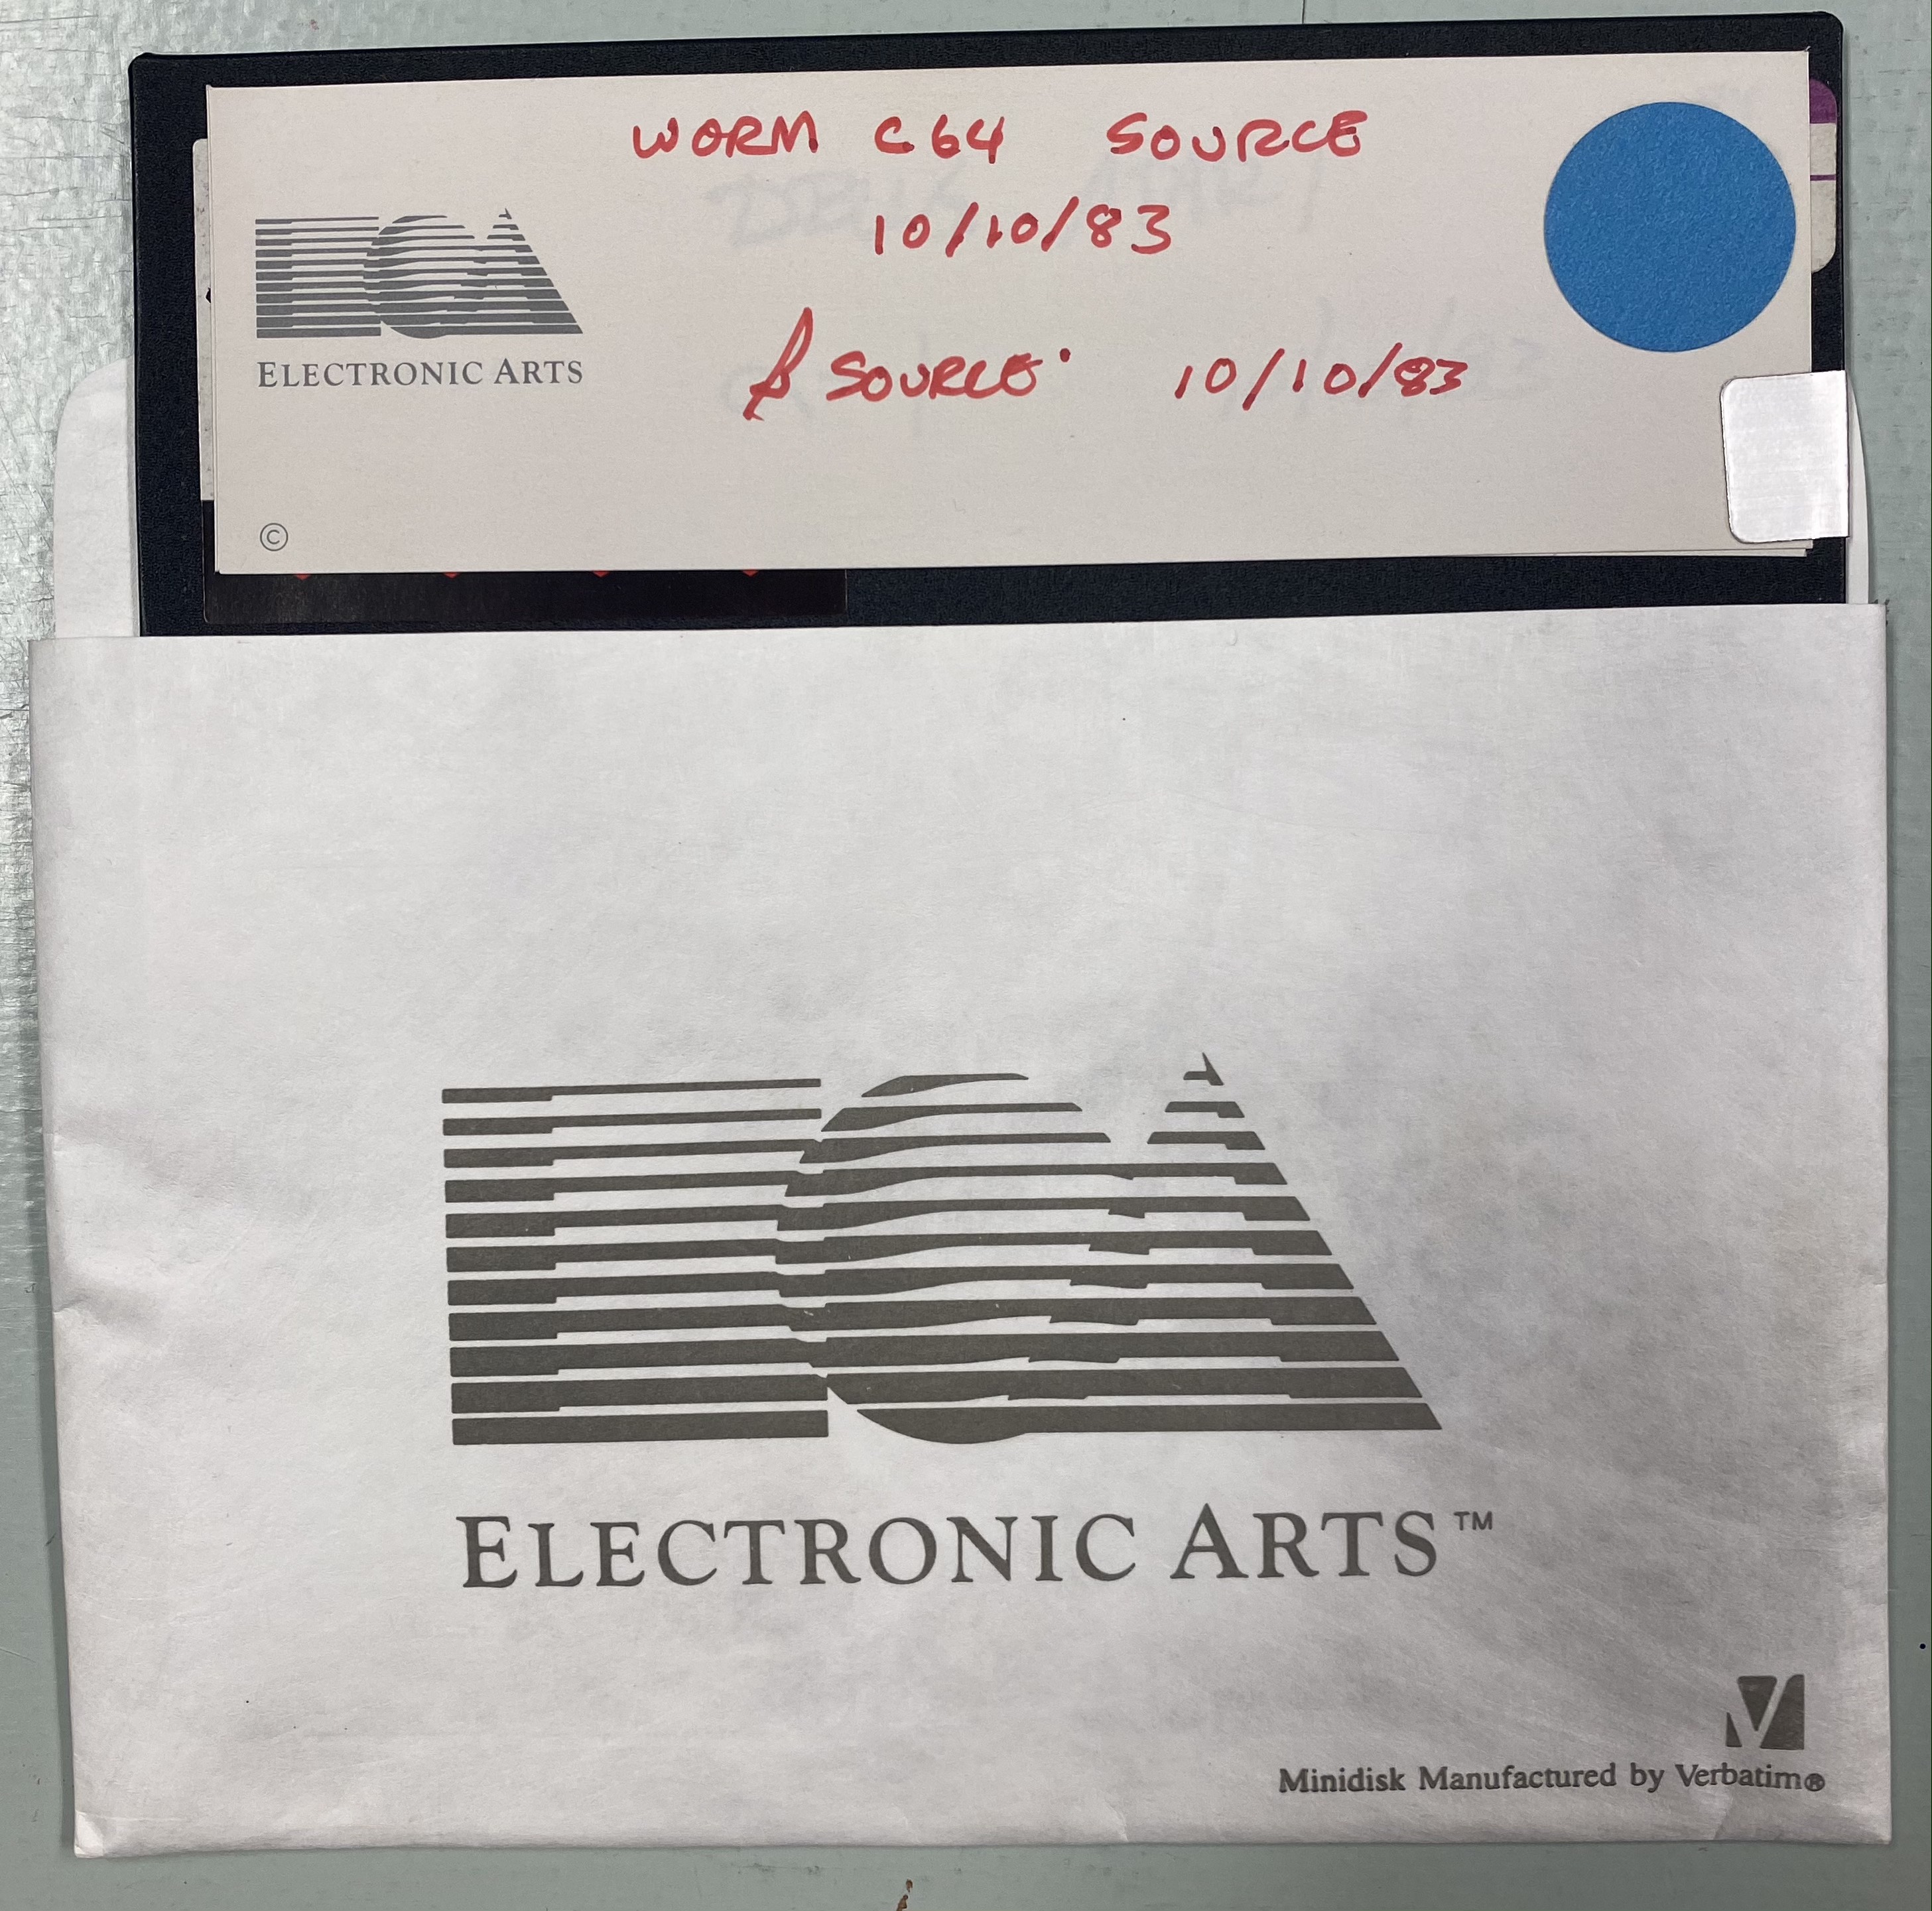 WORM C64 SOURCE
10/10/83
SOURCE 10/10/83
ELECTRONIC ARTS
©
ELECTRONIC ARTS™
Minidisk Manufactured by Verbatim®